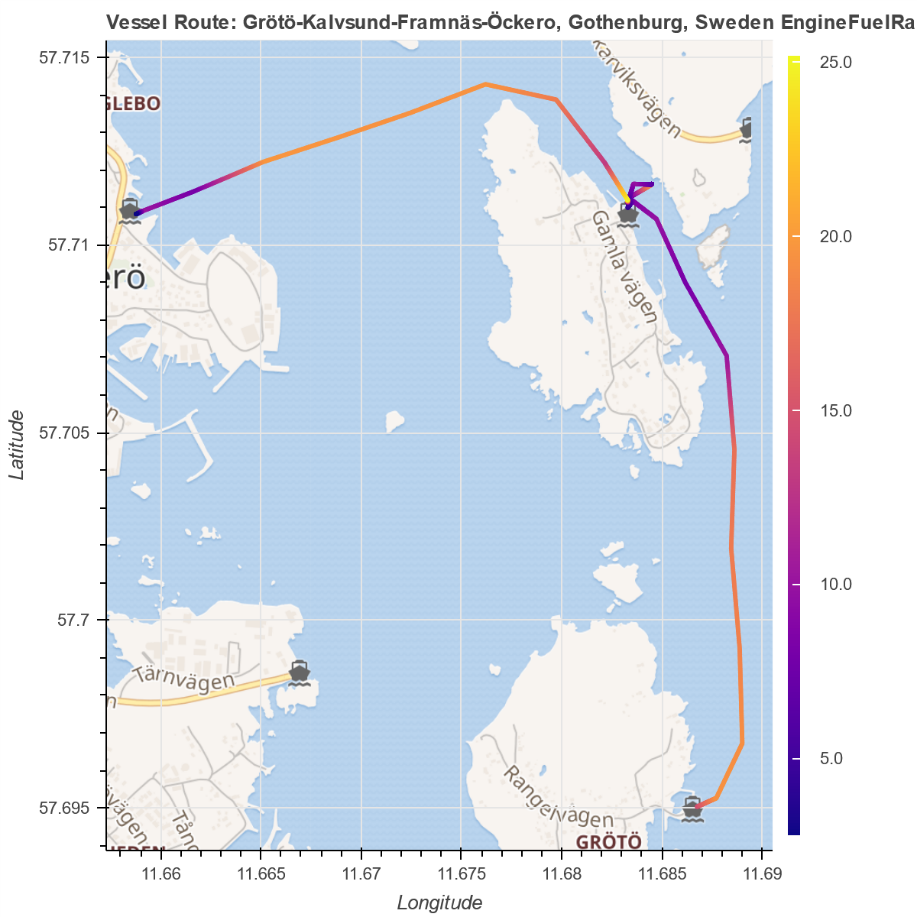 Vessel Route: Grötö-Kalvsund-Framnäs-Öckero, Gothenburg, Sweden EngineFuelRa
57.715
57.71
57.705
57.7
57.695
Latitude
11.66
11.665
11.67
11.675
11.68
11.685
11.69
Longitude
25.0
20.0
15.0
10.0
5.0
GLEBO
erö
Karviksvägen
Gamla vägen
n
Tärnvägen
n
Rangelvägen
GRÖTÖ
vägen
Tång